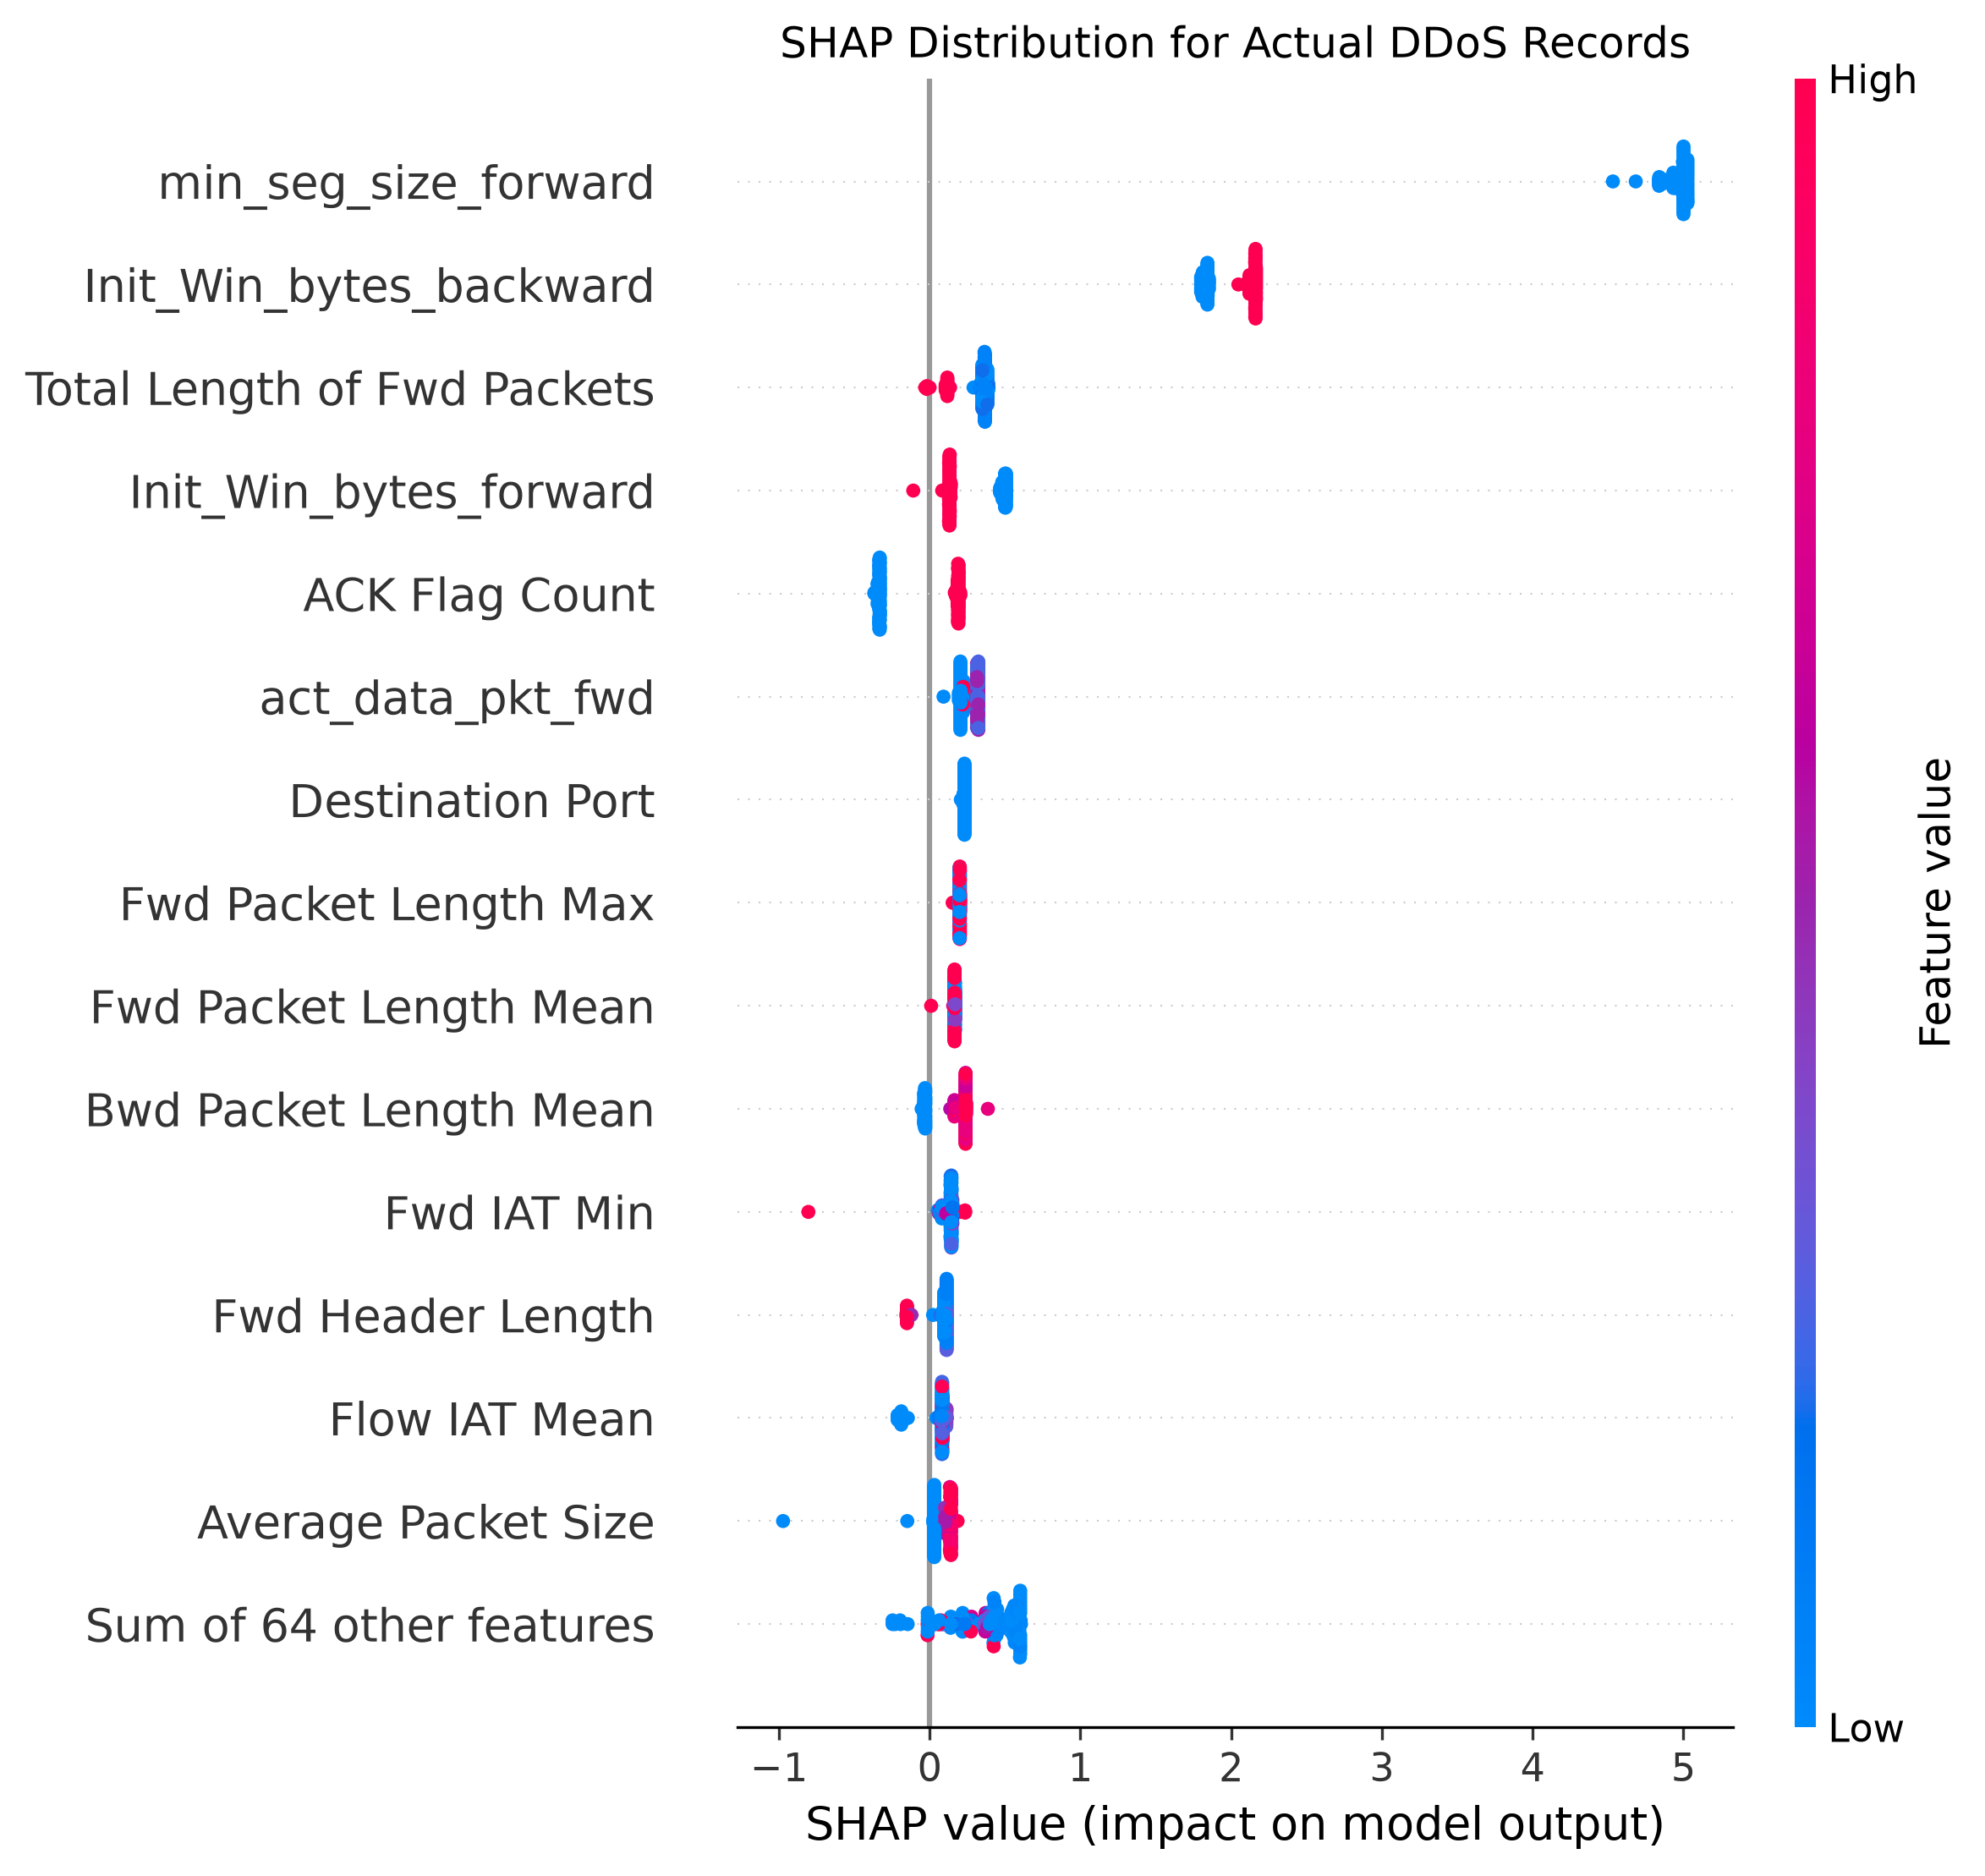 SHAP Distribution for Actual DDoS Records
High
min_seg_size_forward
Init_Win_bytes_backward
Total Length of Fwd Packets
Init_Win_bytes_forward
ACK Flag Count
act_data_pkt_fwd
Destination Port
Fwd Packet Length Max
Fwd Packet Length Mean
Bwd Packet Length Mean
Fwd IAT Min
Fwd Header Length
Flow IAT Mean
Average Packet Size
Sum of 64 other features
Feature value
Low
−1 0 1 2 3 4 5
SHAP value (impact on model output)